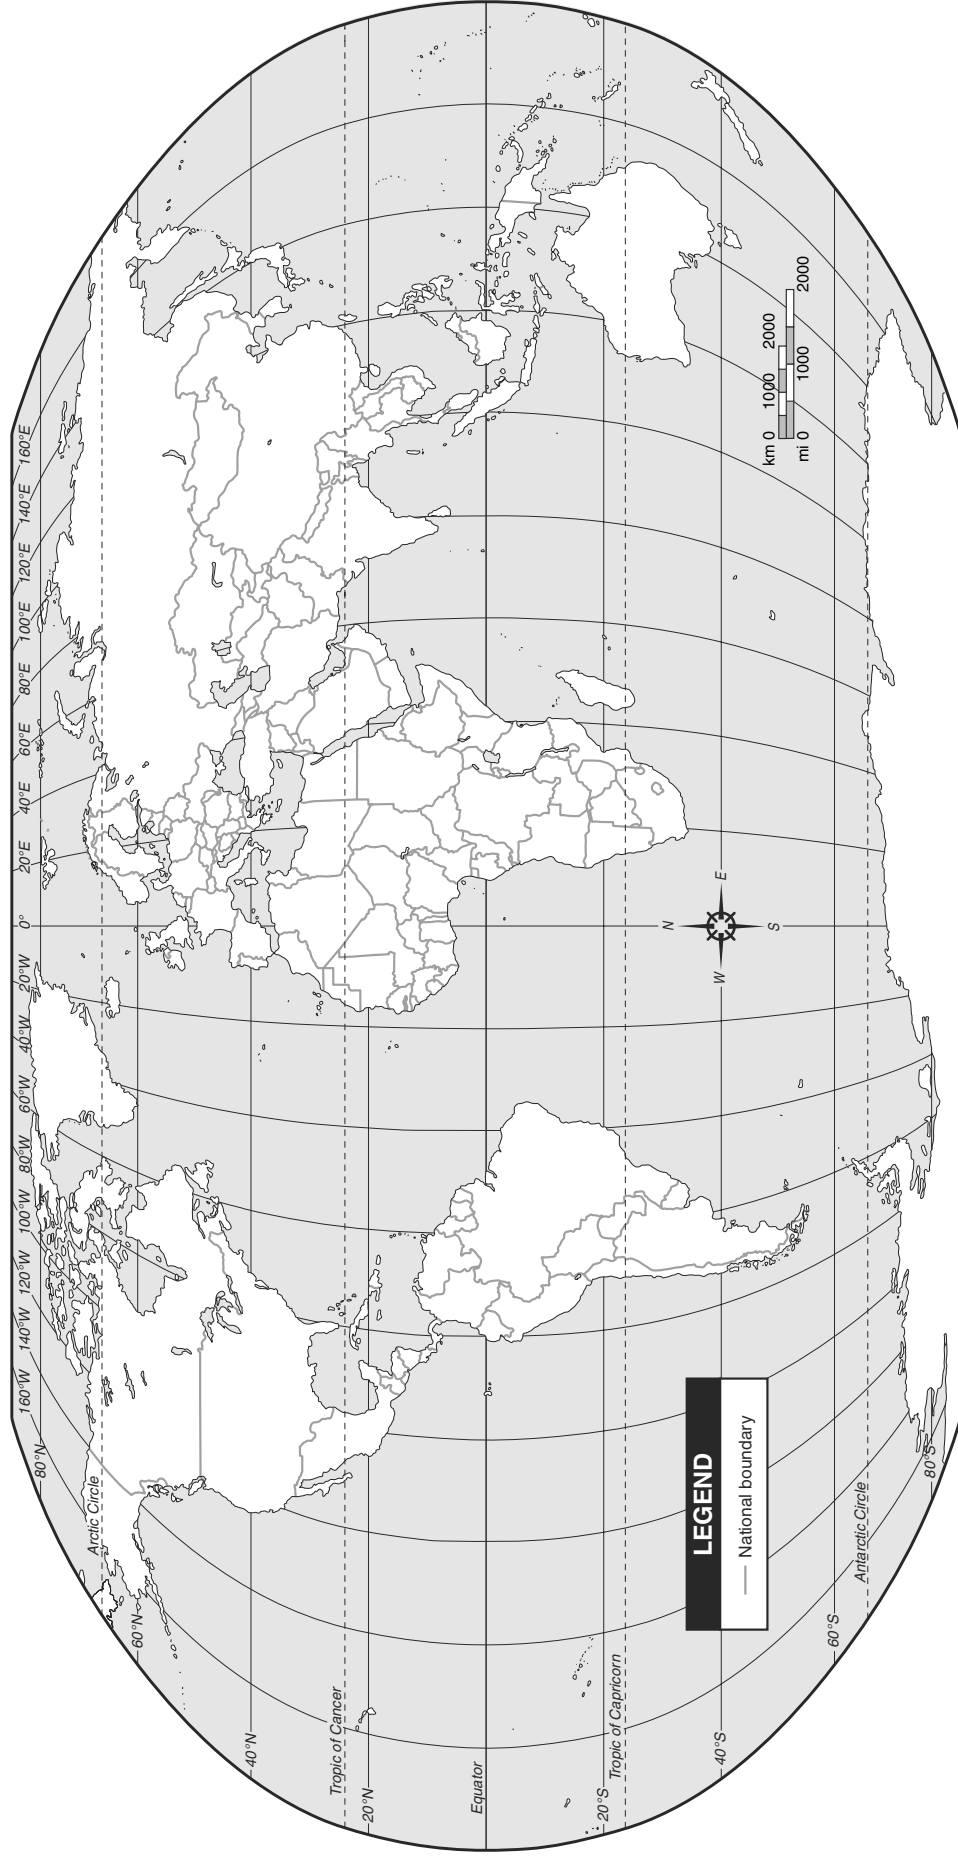 160°W
140°W
120°W
100°W
80°W
60°W
40°W
20°W
0°
20°E
40°E
60°E
80°E
100°E
120°E
140°E
160°E
80°N
Arctic Circle
60°N
40°N
Tropic of Cancer
20°N
Equator
20°S
Tropic of Capricorn
40°S
60°S
Antarctic Circle
80°S
N
W
E
S
LEGEND
National boundary
km 0 1000 2000
mi 0 1000 2000